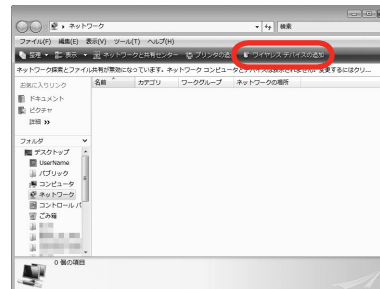 ネットワーク
検索
ファイル(F) 編集(E) 表示(V) ツール(T) ヘルプ(H)
整理 表示 ネットワークと共有センター プリンタの追 ワイヤレス デバイスの追加
ネットワーク探索とファイル共有が無効になっています。ネットワーク コンピュータとデバイスは表示されません。変更するにはクリ...
お気に入りリンク
名前 カテゴリ ワークグループ ネットワークの場所
ドキュメント
ピクチャ
詳細 »
フォルダ
デスクトップ
UserName
パブリック
コンピュータ
ネットワーク
コントロール パ
ごみ箱
0 個の項目